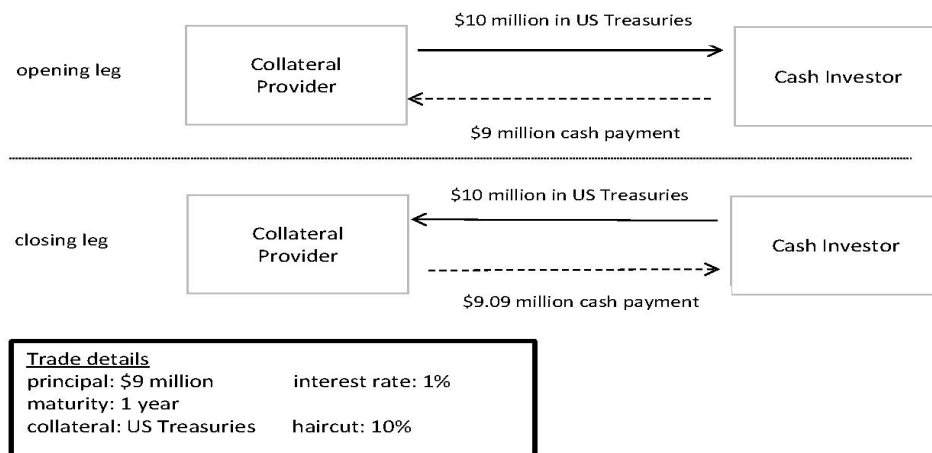 $10 million in US Treasuries
opening leg
Collateral
Provider
Cash Investor
$9 million cash payment
$10 million in US Treasuries
closing leg
Collateral
Provider
Cash Investor
$9.09 million cash payment
Trade details
principal: $9 million interest rate: 1%
maturity: 1 year
collateral: US Treasuries haircut: 10%